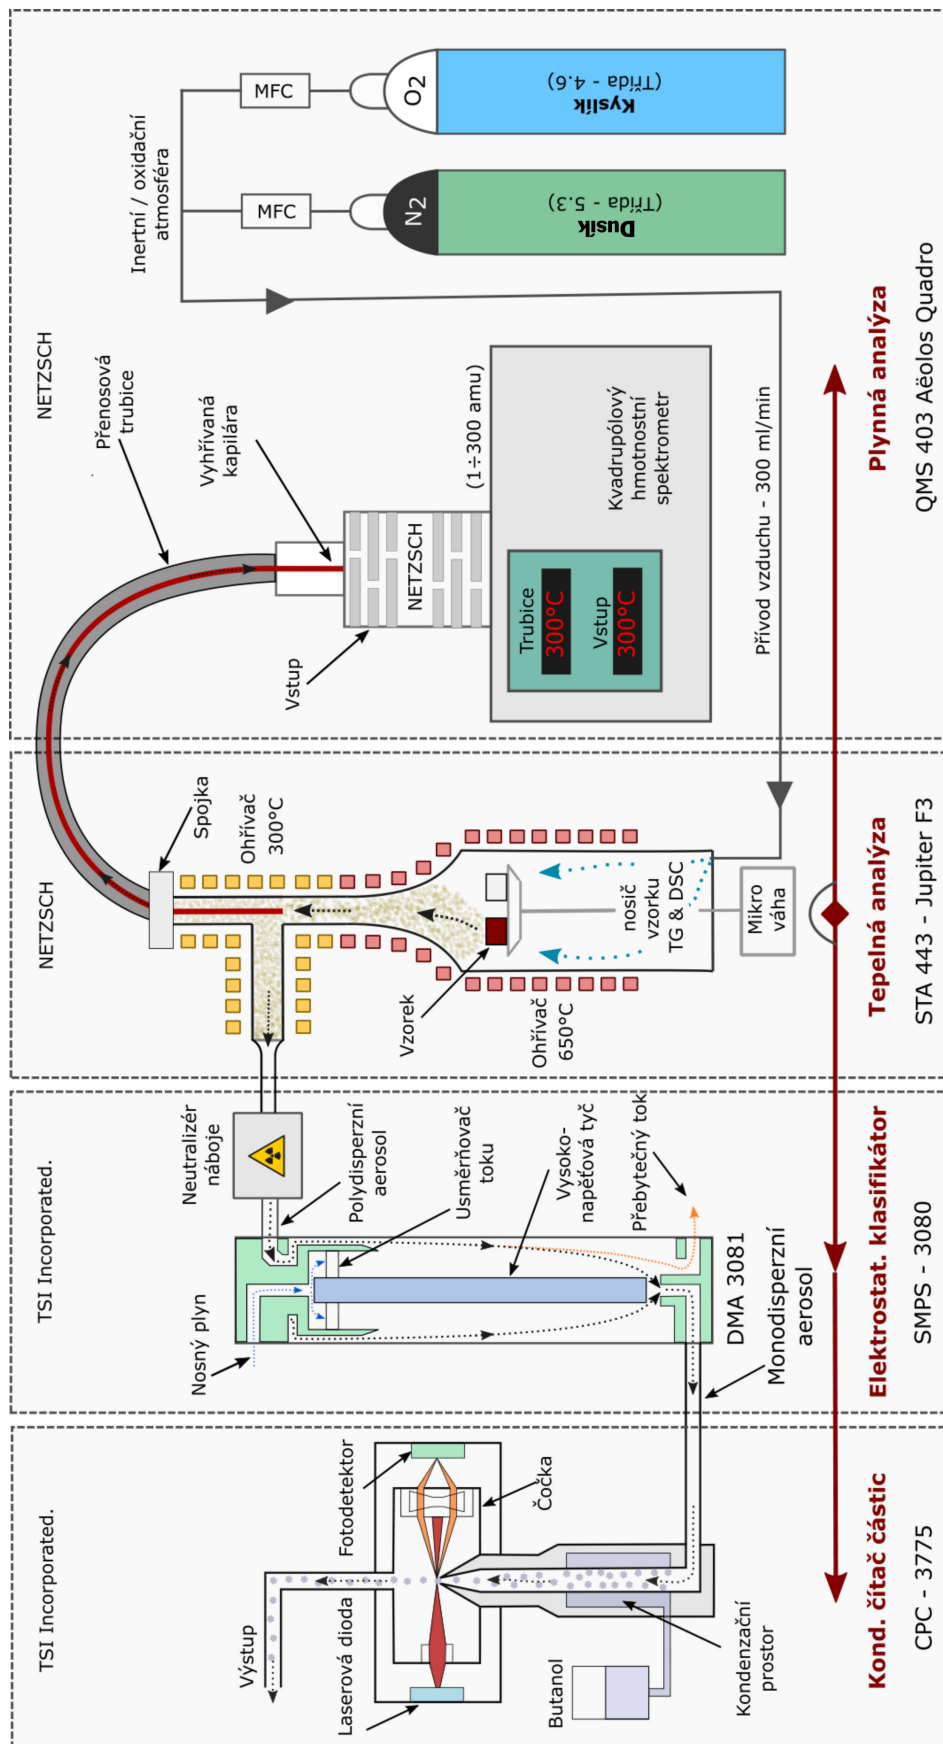 TSI Incorporated.
TSI Incorporated.
NETZSCH
NETZSCH
Výstup
Laserová dioda
Fotodetektor
Čočka
Butanol
Kondenzační
prostor
Kond. čítač částic
CPC - 3775
Nosný plyn
Neutralizér
náboje
Polydisperzní
aerosol
Usměrňovač
toku
Vysoko-
napěťová tyč
Přebytečný tok
DMA 3081
Monodisperzní
aerosol
Elektrostat. klasifikátor
SMPS - 3080
Spojka
Ohřívač
300°C
Vzorek
Ohřívač
650°C
nosič
vzorku
TG & DSC
Mikro
váha
Tepelná analýza
STA 443 - Jupiter F3
Přenosová
trubice
Vyhřívaná
kapilára
Vstup
NETZSCH
(1÷300 amu)
Trubice
300°C
Vstup
300°C
Kvadrupólový
hmotnostní
spektrometr
Přívod vzduchu - 300 ml/min
Inertní / oxidační
atmosféra
MFC
MFC
N2
O2
Dusík
(Třída - 5.3)
Kyslík
(Třída - 4.6)
Plynná analýza
QMS 403 Aëolos Quadro